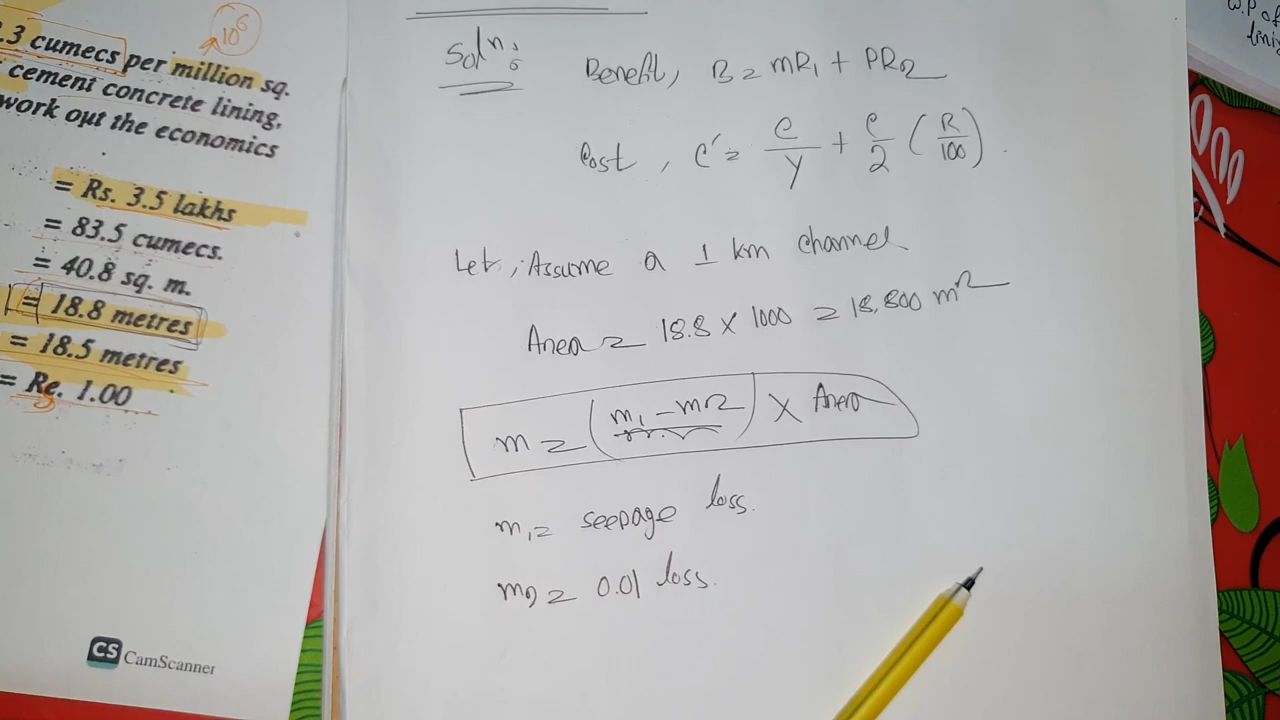 .3 cumecs per million sq.
10⁶
cement concrete lining,
work out the economics
= Rs. 3.5 lakhs
= 83.5 cumecs.
= 40.8 sq. m.
= 18.8 metres
= 18.5 metres
= Re. 1.00
CS CamScanner
Solⁿ:
Benefit, B = mR₁ + PR₂
Cost, C' = C/Y + C/2 (R/100).
Let, Assume a 1 km channel
Area = 18.8 × 1000 = 18,800 m²
m = (m₁ - m₂) × Area
m₁ = seepage loss.
m₂ = 0.01 loss.
W.P of